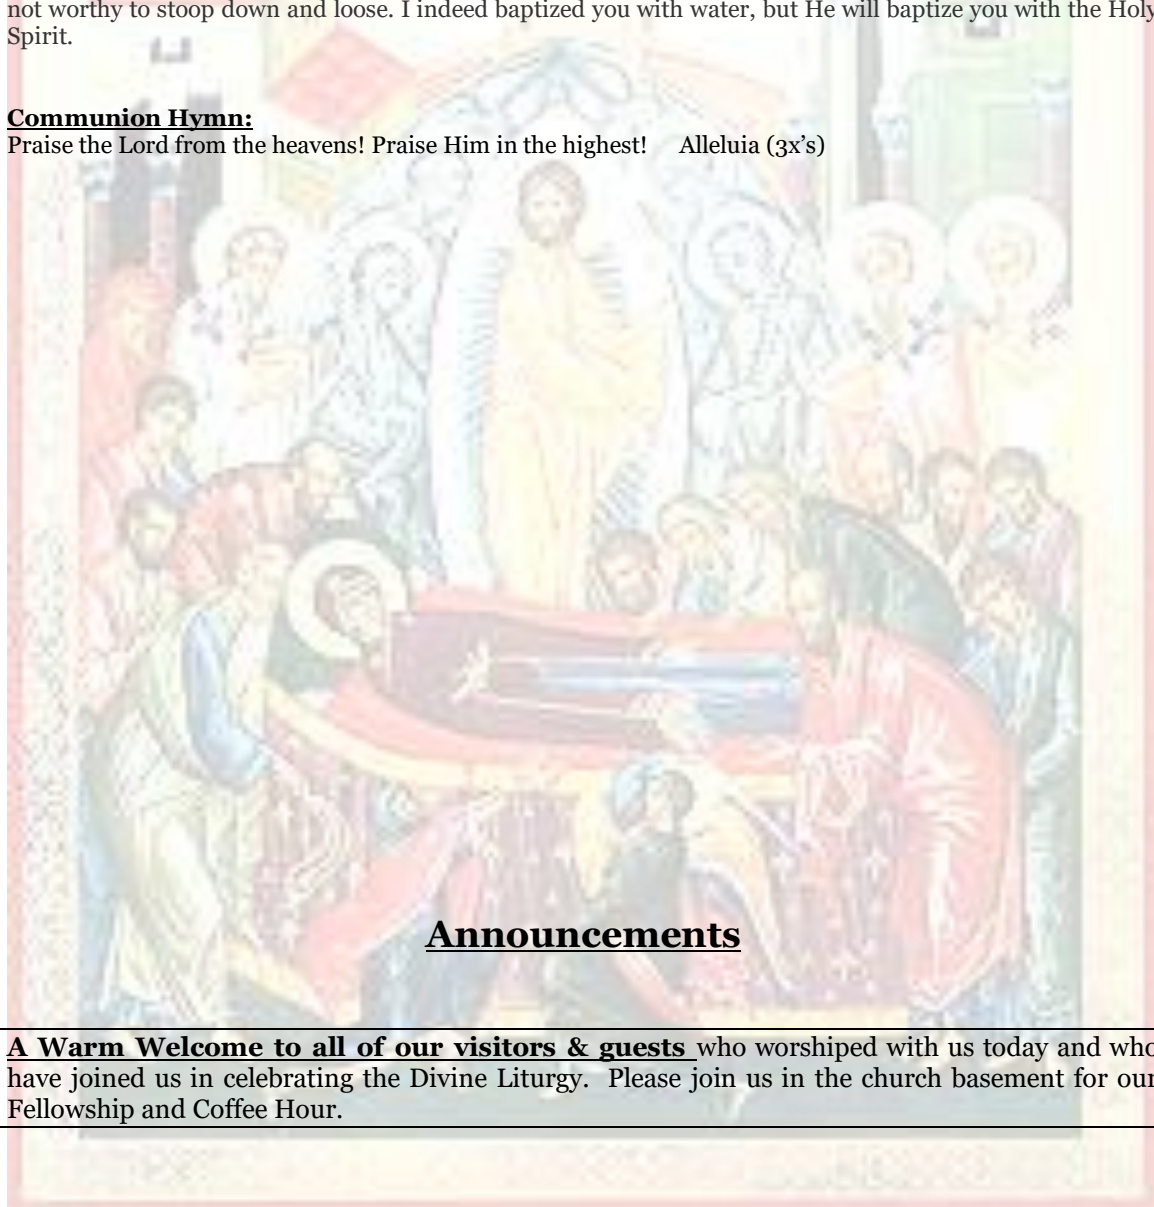 not worthy to stoop down and loose. I indeed baptized you with water, but He will baptize you with the Holy
Spirit.
Communion Hymn:
Praise the Lord from the heavens! Praise Him in the highest! Alleluia (3x’s)
Announcements
A Warm Welcome to all of our visitors & guests who worshiped with us today and who
have joined us in celebrating the Divine Liturgy. Please join us in the church basement for our
Fellowship and Coffee Hour.